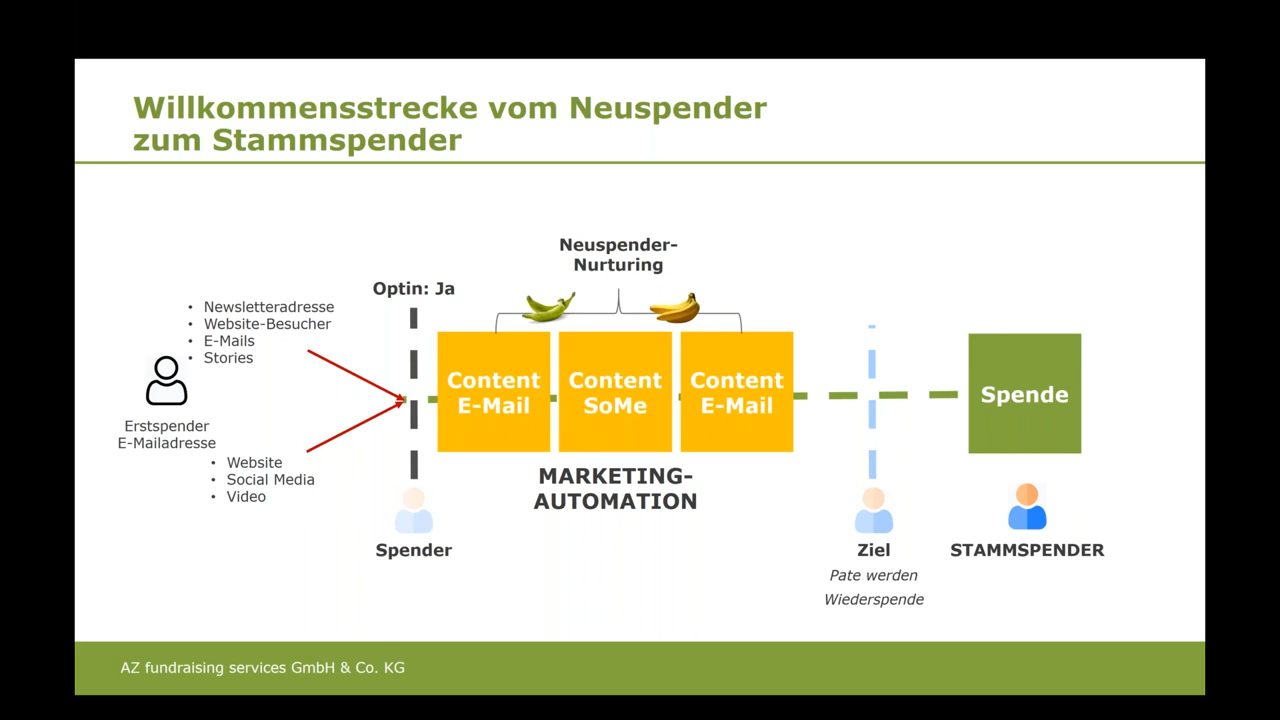 Willkommensstrecke vom Neuspender
zum Stammspender
Neuspender-
Nurturing
Optin: Ja
• Newsletteradresse
• Website-Besucher
• E-Mails
• Stories
Erstspender
E-Mailadresse
• Website
• Social Media
• Video
Content
E-Mail
Content
SoMe
Content
E-Mail
Spende
MARKETING-
AUTOMATION
Spender
Ziel
Pate werden
Wiederspende
STAMMSPENDER
AZ fundraising services GmbH & Co. KG